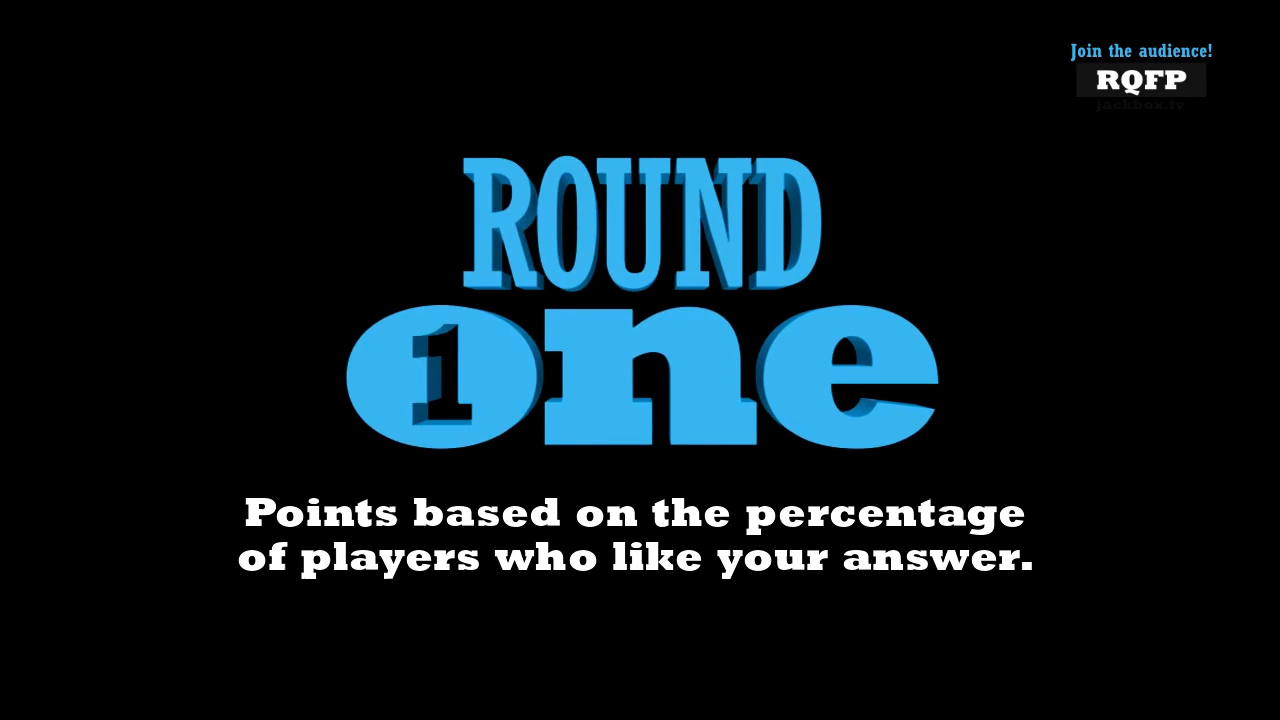 Join the audience!
RQFP
jackbox.tv
ROUND
One
1
Points based on the percentage
of players who like your answer.